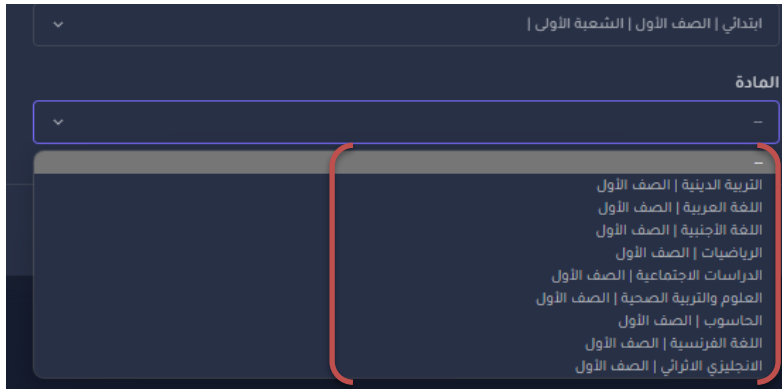 ابتدائي | الصف الأول | الشعبة الأولى |
المادة
--
--
التربية الدينية | الصف الأول
اللغة العربية | الصف الأول
اللغة الأجنبية | الصف الأول
الرياضيات | الصف الأول
الدراسات الاجتماعية | الصف الأول
العلوم والتربية الصحية | الصف الأول
الحاسوب | الصف الأول
اللغة الفرنسية | الصف الأول
الانجليزي الاثرائي | الصف الأول